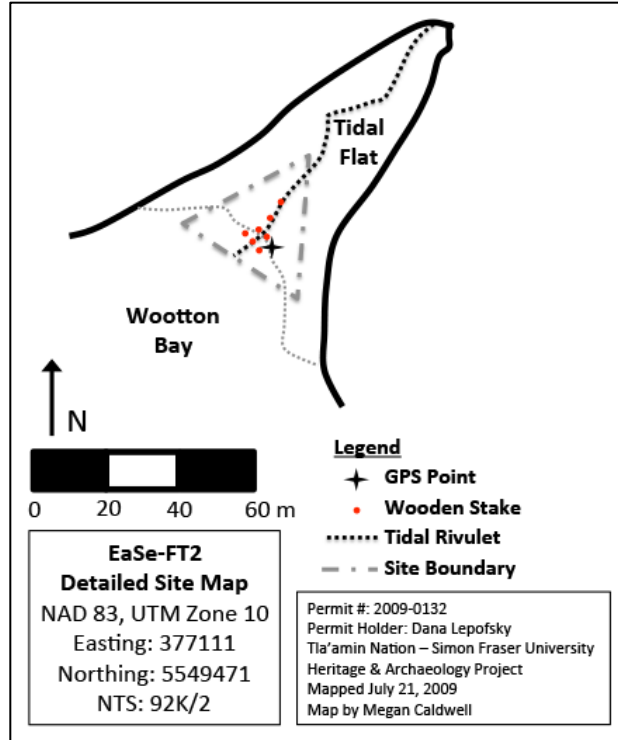 Tidal
Flat
Wootton
Bay
N
0 20 40 60 m
Legend
GPS Point
Wooden Stake
Tidal Rivulet
Site Boundary
EaSe-FT2
Detailed Site Map
NAD 83, UTM Zone 10
Easting: 377111
Northing: 5549471
NTS: 92K/2
Permit #: 2009-0132
Permit Holder: Dana Lepofsky
Tla'amin Nation – Simon Fraser University
Heritage & Archaeology Project
Mapped July 21, 2009
Map by Megan Caldwell